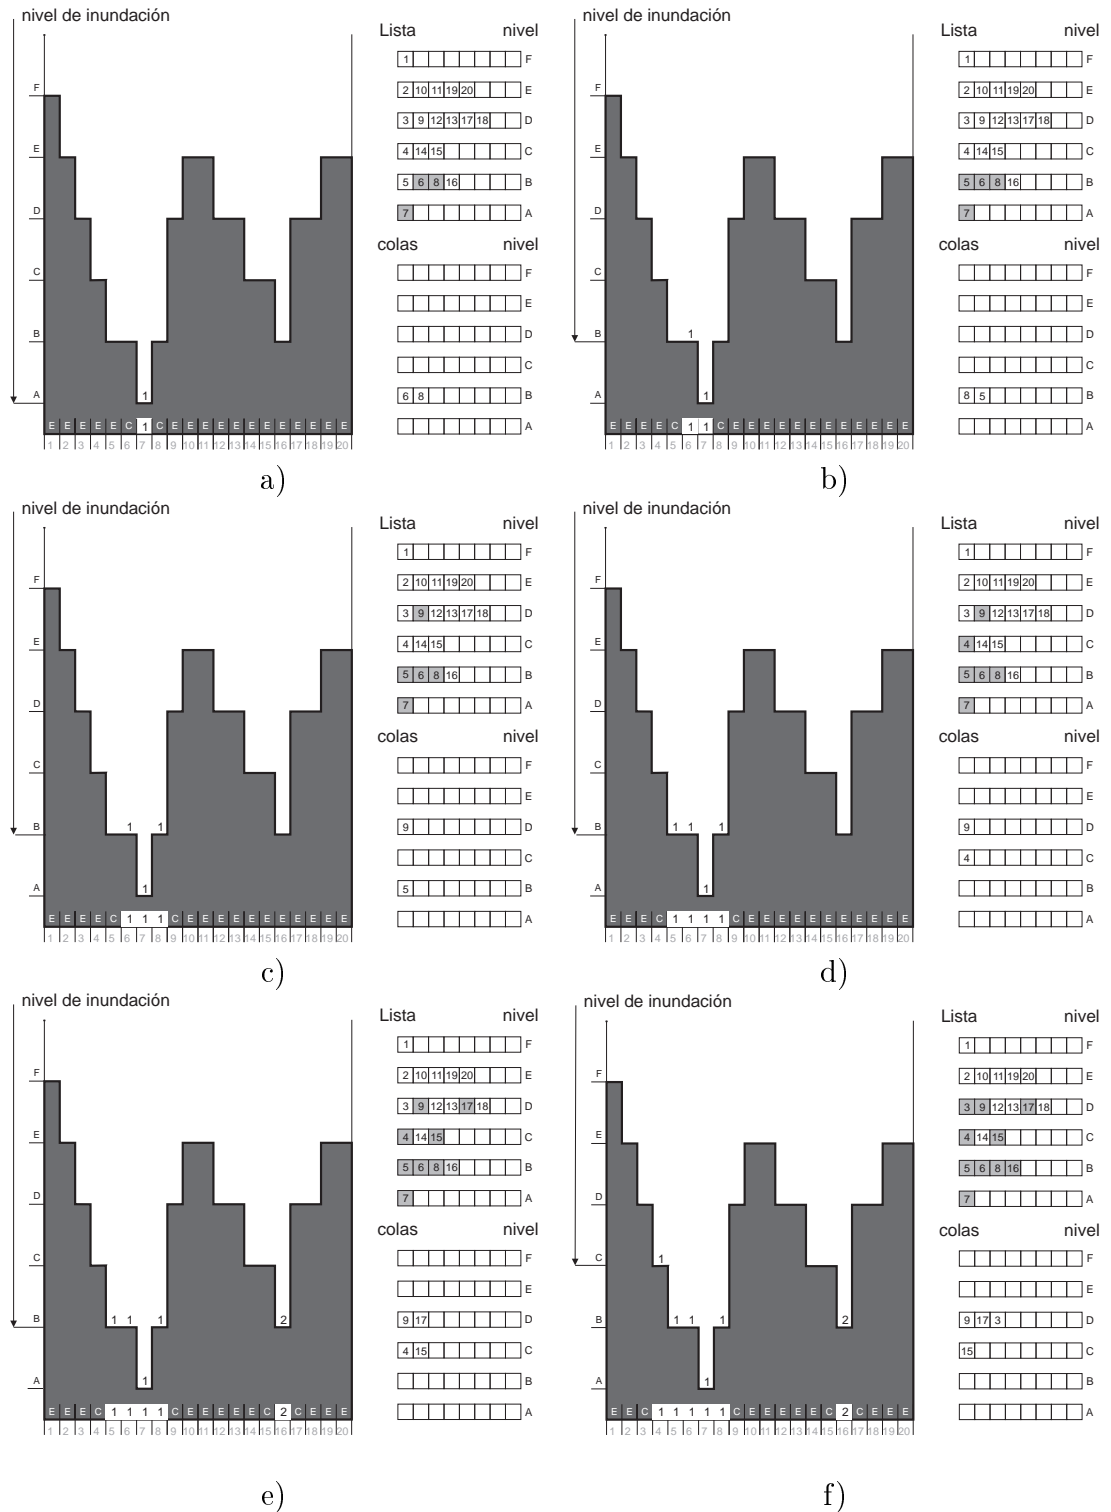 nivel de inundación
Lista nivel
F 1 F
2 10 11 19 20 E
E 3 9 12 13 17 18 D
4 14 15 C
D 5 6 8 16 B
7 A
colas nivel
C F
E
B D
C
A 1 6 8 B
E E E E E C 1 C E E E E E E E E E E E E A
1 2 3 4 5 6 7 8 9 10 11 12 13 14 15 16 17 18 19 20
a)
nivel de inundación
Lista nivel
F 1 F
2 10 11 19 20 E
E 3 9 12 13 17 18 D
4 14 15 C
D 5 6 8 16 B
7 A
colas nivel
C F
E
B 1 D
C
A 1 8 5 B
E E E E C 1 1 C E E E E E E E E E E E E A
1 2 3 4 5 6 7 8 9 10 11 12 13 14 15 16 17 18 19 20
b)
nivel de inundación
Lista nivel
F 1 F
2 10 11 19 20 E
E 3 9 12 13 17 18 D
4 14 15 C
D 5 6 8 16 B
7 A
colas nivel
C F
E
B 1 1 9 D
C
A 1 5 B
E E E E C 1 1 1 C E E E E E E E E E E E A
1 2 3 4 5 6 7 8 9 10 11 12 13 14 15 16 17 18 19 20
c)
nivel de inundación
Lista nivel
F 1 F
2 10 11 19 20 E
E 3 9 12 13 17 18 D
4 14 15 C
D 5 6 8 16 B
7 A
colas nivel
C F
E
B 1 1 1 9 D
4 C
A 1 B
E E E C 1 1 1 1 C E E E E E E E E E E E A
1 2 3 4 5 6 7 8 9 10 11 12 13 14 15 16 17 18 19 20
d)
nivel de inundación
Lista nivel
F 1 F
2 10 11 19 20 E
E 3 9 12 13 17 18 D
4 14 15 C
D 5 6 8 16 B
7 A
colas nivel
C F
E
B 1 1 1 2 9 17 D
4 15 C
A 1 B
E E E C 1 1 1 1 C E E E E E C 2 C E E E A
1 2 3 4 5 6 7 8 9 10 11 12 13 14 15 16 17 18 19 20
e)
nivel de inundación
Lista nivel
F 1 F
2 10 11 19 20 E
E 3 9 12 13 17 18 D
4 14 15 C
D 5 6 8 16 B
7 A
colas nivel
C 1 F
E
B 1 1 1 2 9 17 3 D
15 C
A 1 B
E E C 1 1 1 1 1 C E E E E E C 2 C E E E A
1 2 3 4 5 6 7 8 9 10 11 12 13 14 15 16 17 18 19 20
f)